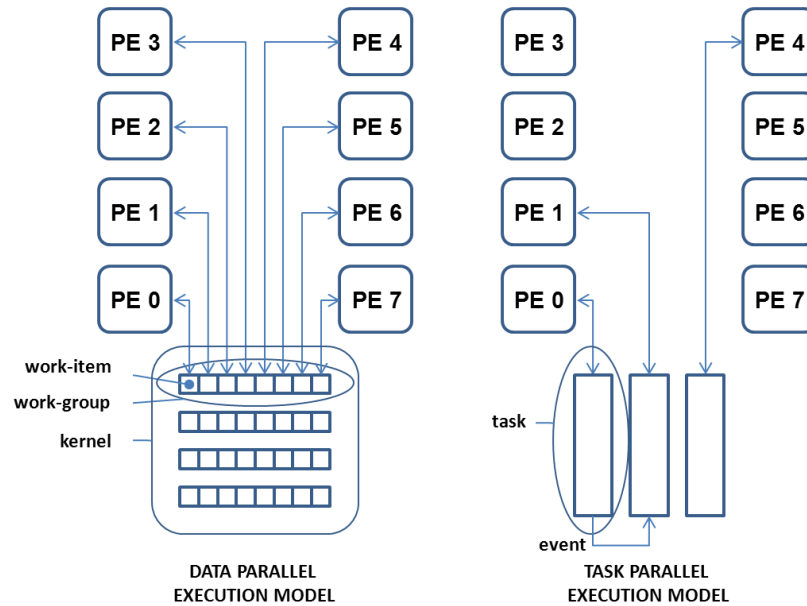 PE 3
PE 4
PE 2
PE 5
PE 1
PE 6
PE 0
PE 7
work-item
work-group
kernel
DATA PARALLEL
EXECUTION MODEL
PE 3
PE 4
PE 2
PE 5
PE 1
PE 6
PE 0
PE 7
task
event
TASK PARALLEL
EXECUTION MODEL